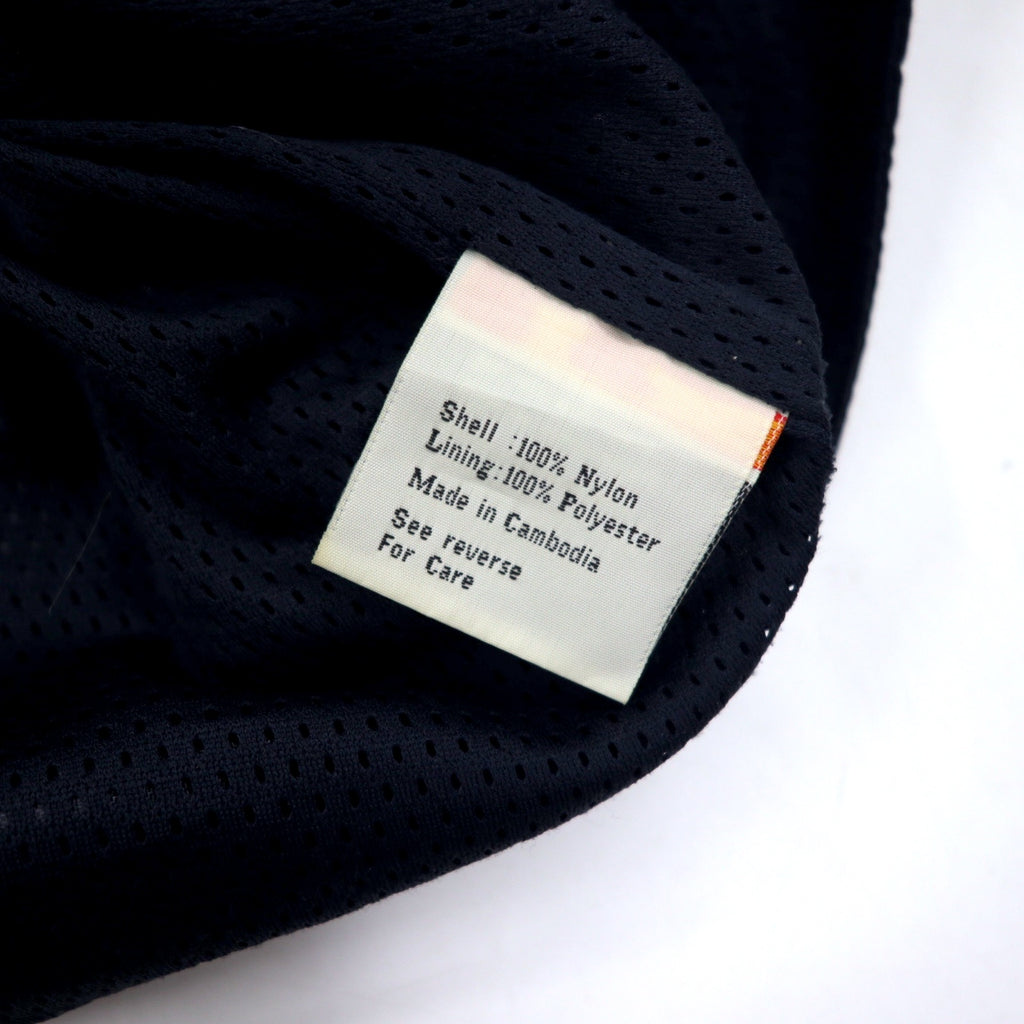 Shell :100% Nylon
Lining:100% Polyester
Made in Cambodia
See reverse
For Care